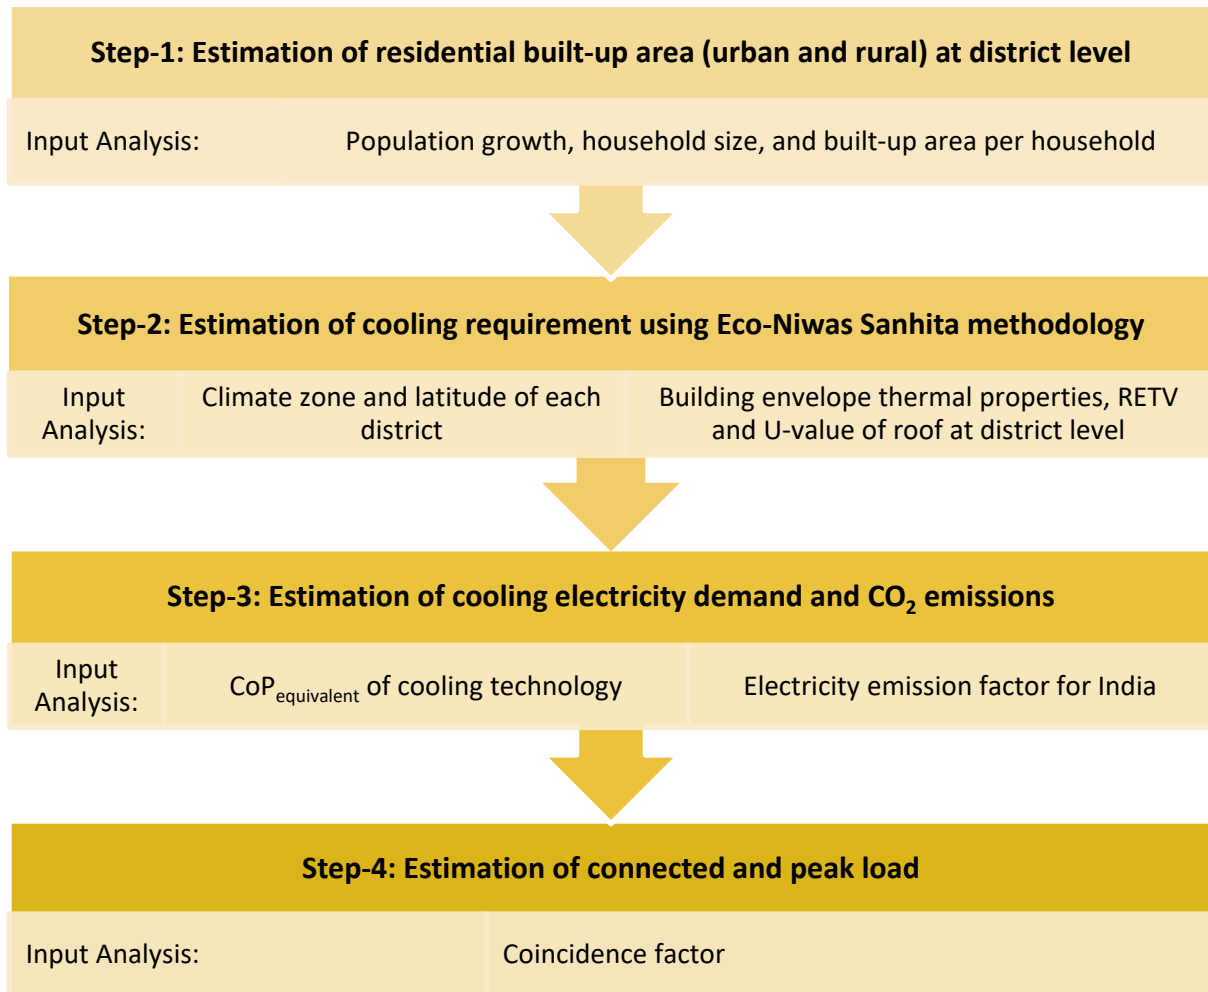 Step-1: Estimation of residential built-up area (urban and rural) at district level
Input Analysis:
Population growth, household size, and built-up area per household
Step-2: Estimation of cooling requirement using Eco-Niwas Sanhita methodology
Input
Analysis:
Climate zone and latitude of each
district
Building envelope thermal properties, RETV
and U-value of roof at district level
Step-3: Estimation of cooling electricity demand and CO₂ emissions
Input
Analysis:
CoPequivalent of cooling technology
Electricity emission factor for India
Step-4: Estimation of connected and peak load
Input Analysis:
Coincidence factor